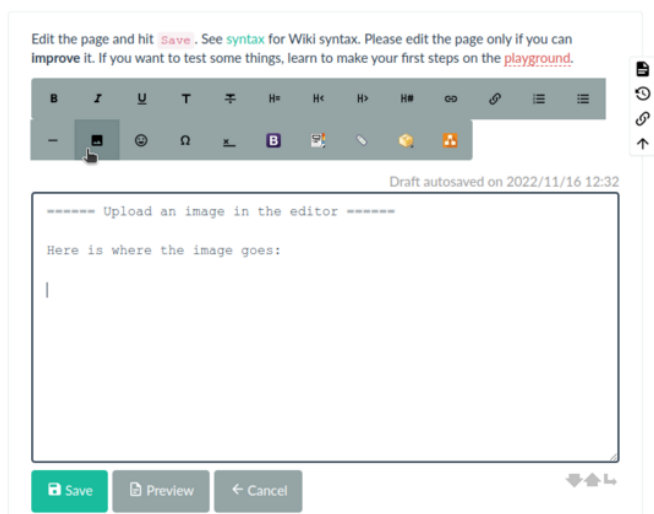 Edit the page and hit Save. See syntax for Wiki syntax. Please edit the page only if you can
improve it. If you want to test some things, learn to make your first steps on the playground.
B I U T T H= H< H> H#
Ω B
Draft autosaved on 2022/11/16 12:32
====== Upload an image in the editor ======
Here is where the image goes:
Save Preview Cancel